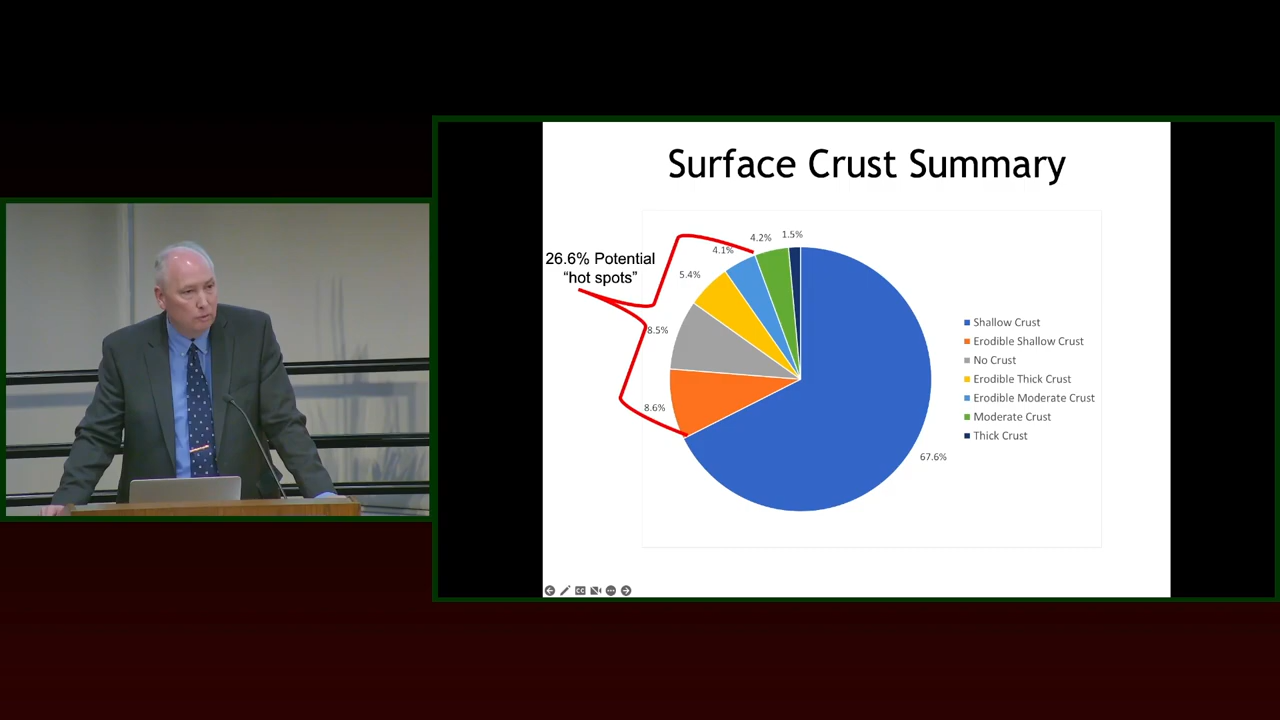 Surface Crust Summary
26.6% Potential
“hot spots”
1.5%
4.2%
4.1%
5.4%
8.5%
8.6%
67.6%
Shallow Crust
Erodible Shallow Crust
No Crust
Erodible Thick Crust
Erodible Moderate Crust
Moderate Crust
Thick Crust
CC